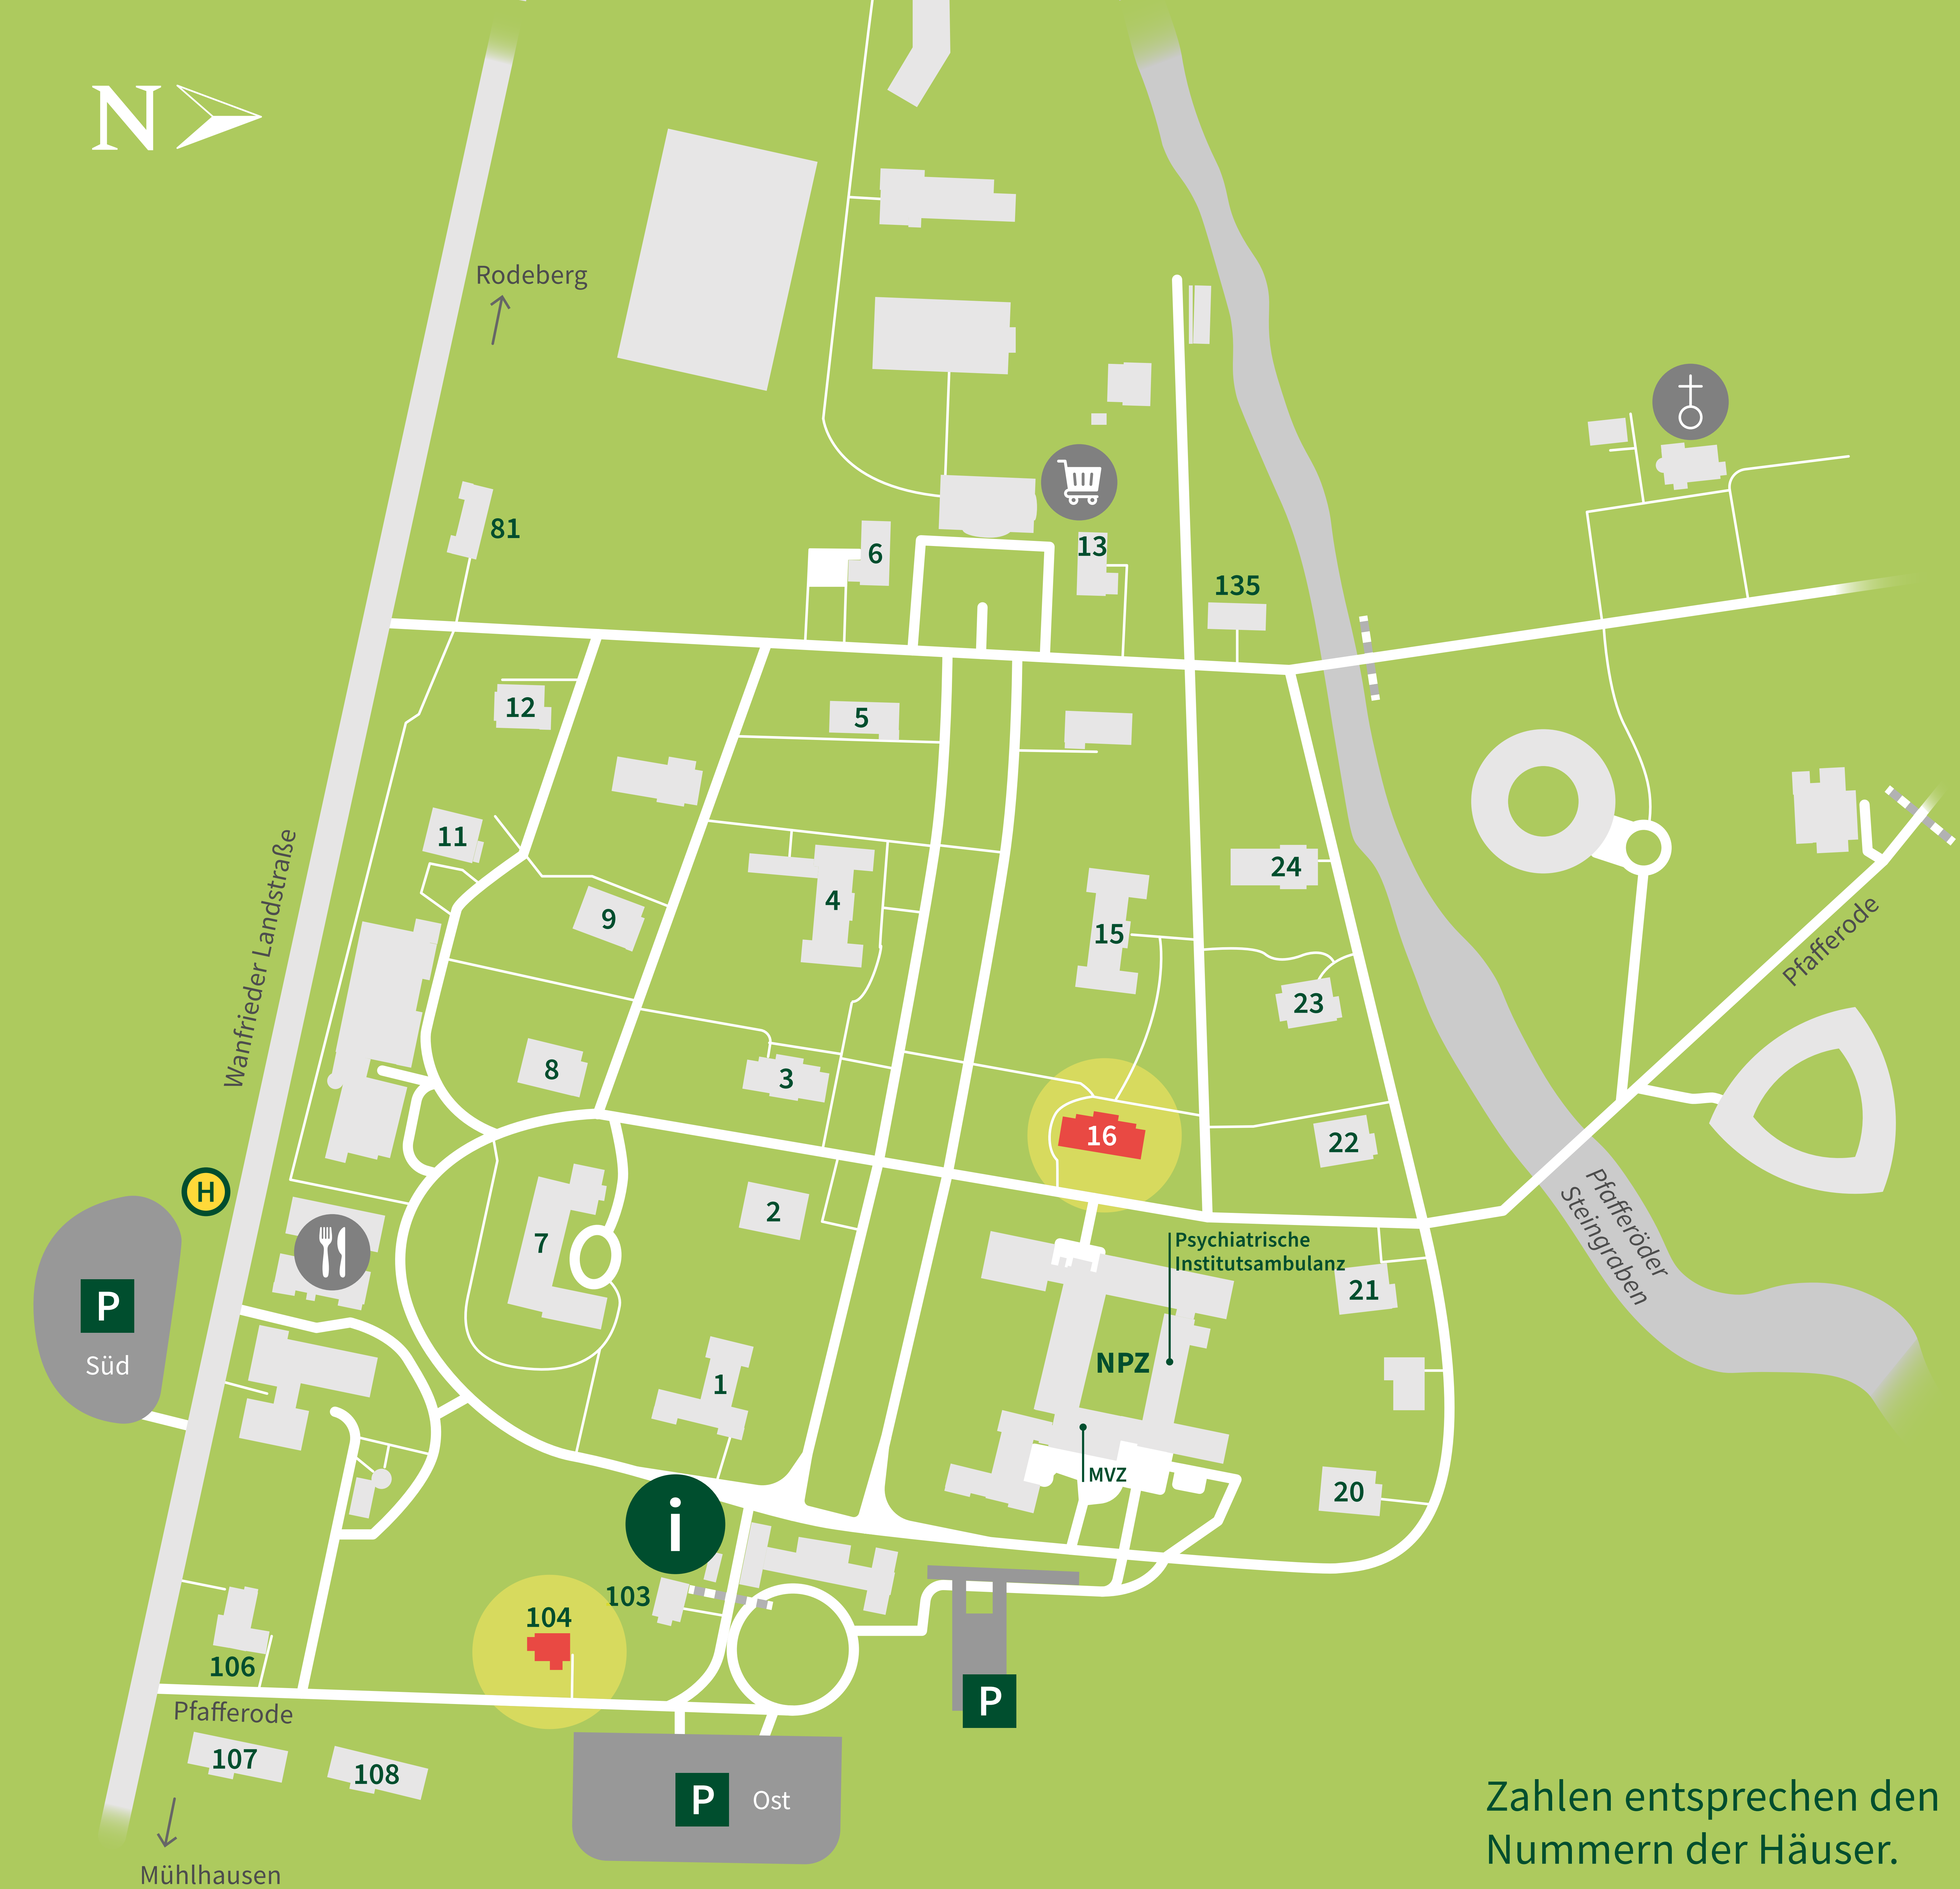 N
Rodeberg
81
6
13
135
12
5
11
24
4
9
15
Wanfrieder Landstraße
Pfafferode
23
8
3
16
22
H
2
7
Psychiatrische
Institutsambulanz
Pfafferöder
Steingraben
21
P
Süd
NPZ
1
MVZ
20
i
103
104
106
P
Pfafferode
107
108
P
Ost
Zahlen entsprechen den
Nummern der Häuser.
Mühlhausen